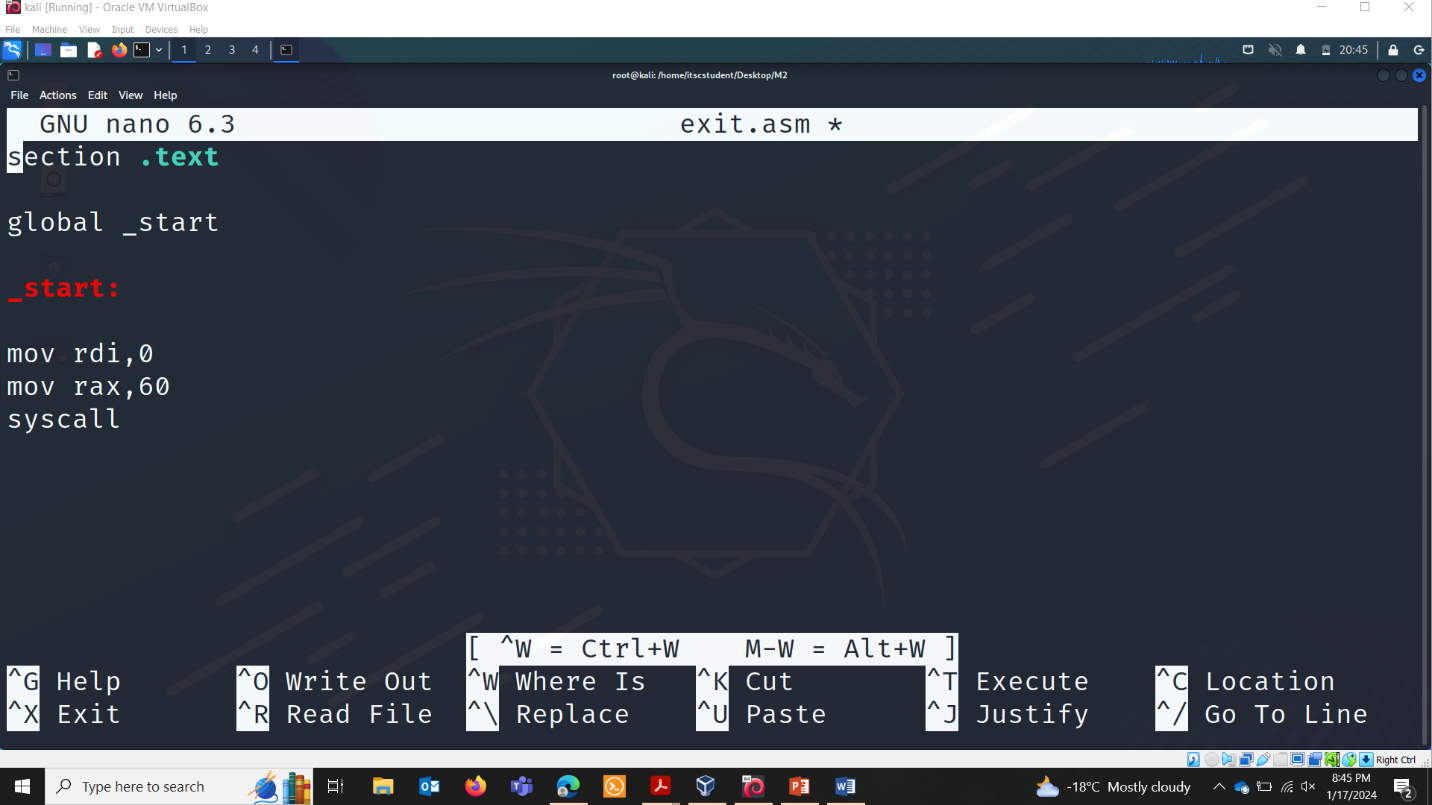 kali [Running] - Oracle VM VirtualBox
File Machine View Input Devices Help
1 2 3 4 20:45
root@kali: /home/itscstudent/Desktop/M2
File Actions Edit View Help
GNU nano 6.3 exit.asm *
section .text
global _start
_start:
mov rdi,0
mov rax,60
syscall
[ ^W = Ctrl+W M-W = Alt+W ]
^G Help ^O Write Out ^W Where Is ^K Cut ^T Execute ^C Location
^X Exit ^R Read File ^\ Replace ^U Paste ^J Justify ^/ Go To Line
Right Ctrl
Type here to search -18°C Mostly cloudy 8:45 PM
1/17/2024 2